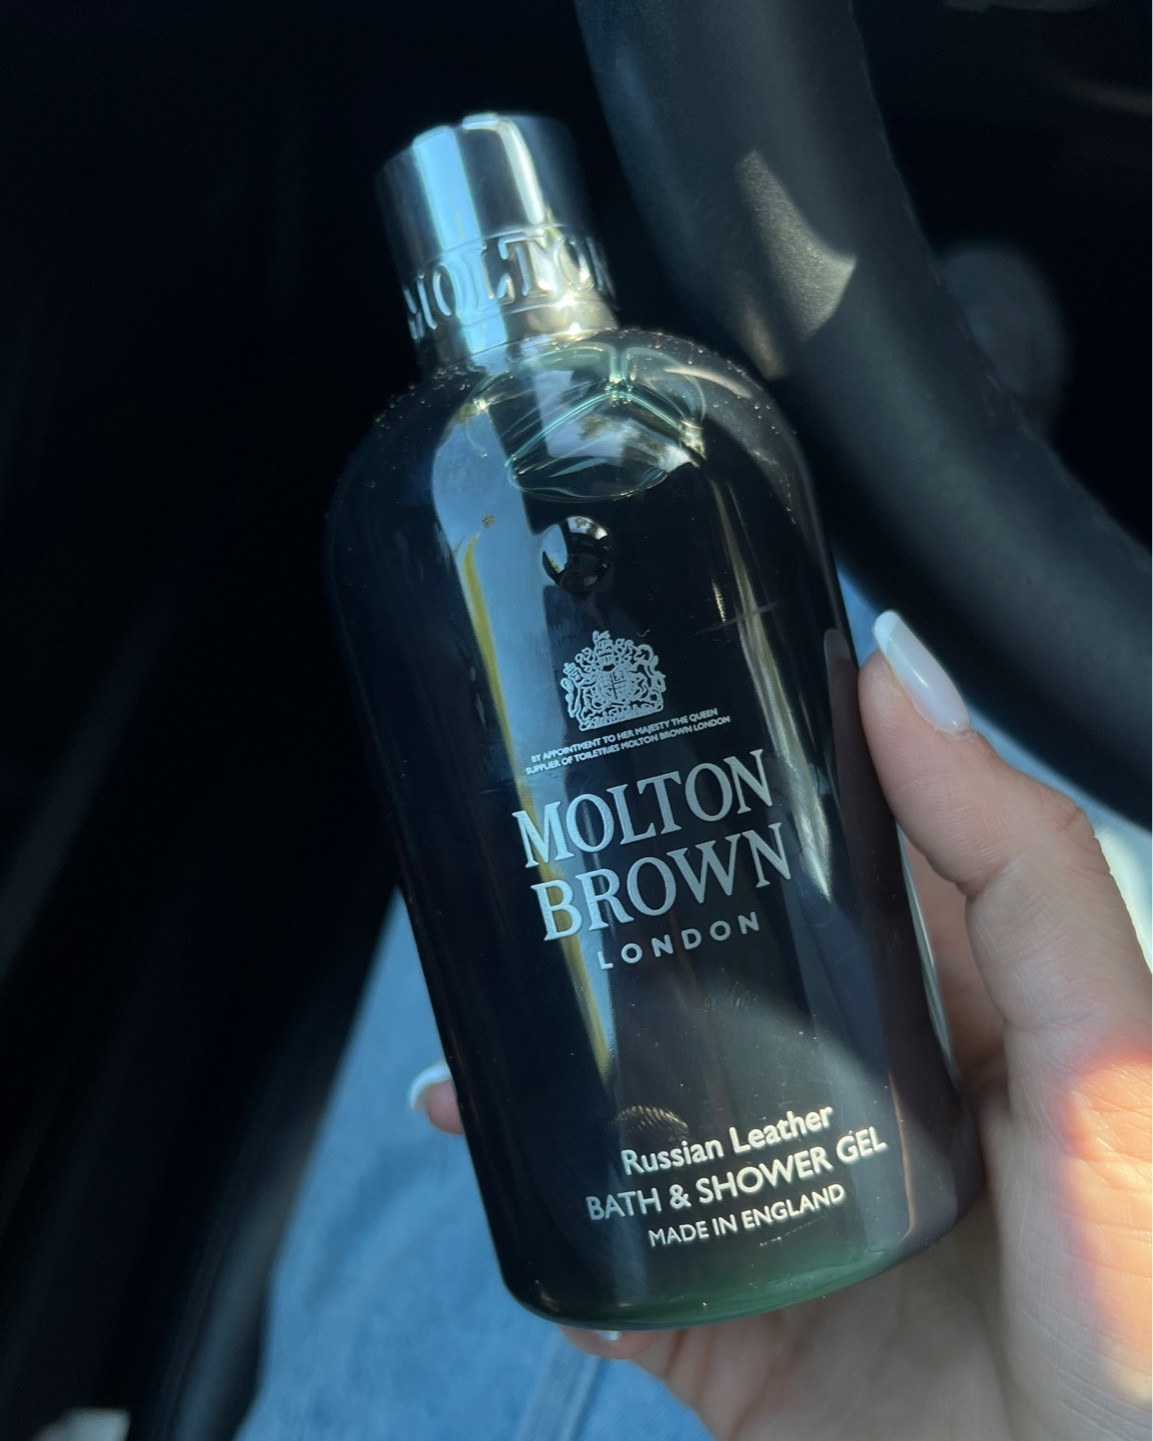 MOLTON
BY APPOINTMENT TO HER MAJESTY THE QUEEN
SUPPLIER OF TOILETRIES MOLTON BROWN LONDON
MOLTON
BROWN
LONDON
Russian Leather
BATH & SHOWER GEL
MADE IN ENGLAND